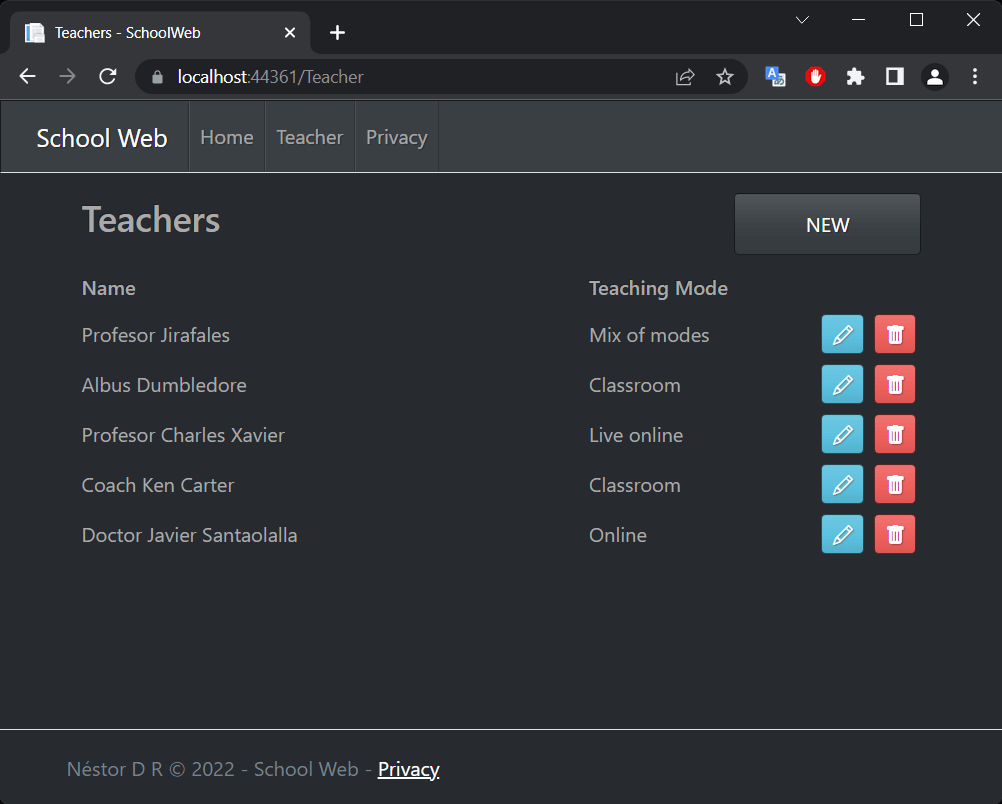 Teachers - SchoolWeb
localhost:44361/Teacher
School Web Home Teacher Privacy
Teachers NEW
Name Teaching Mode
Profesor Jirafales Mix of modes
Albus Dumbledore Classroom
Profesor Charles Xavier Live online
Coach Ken Carter Classroom
Doctor Javier Santaolalla Online
Néstor D R © 2022 - School Web - Privacy